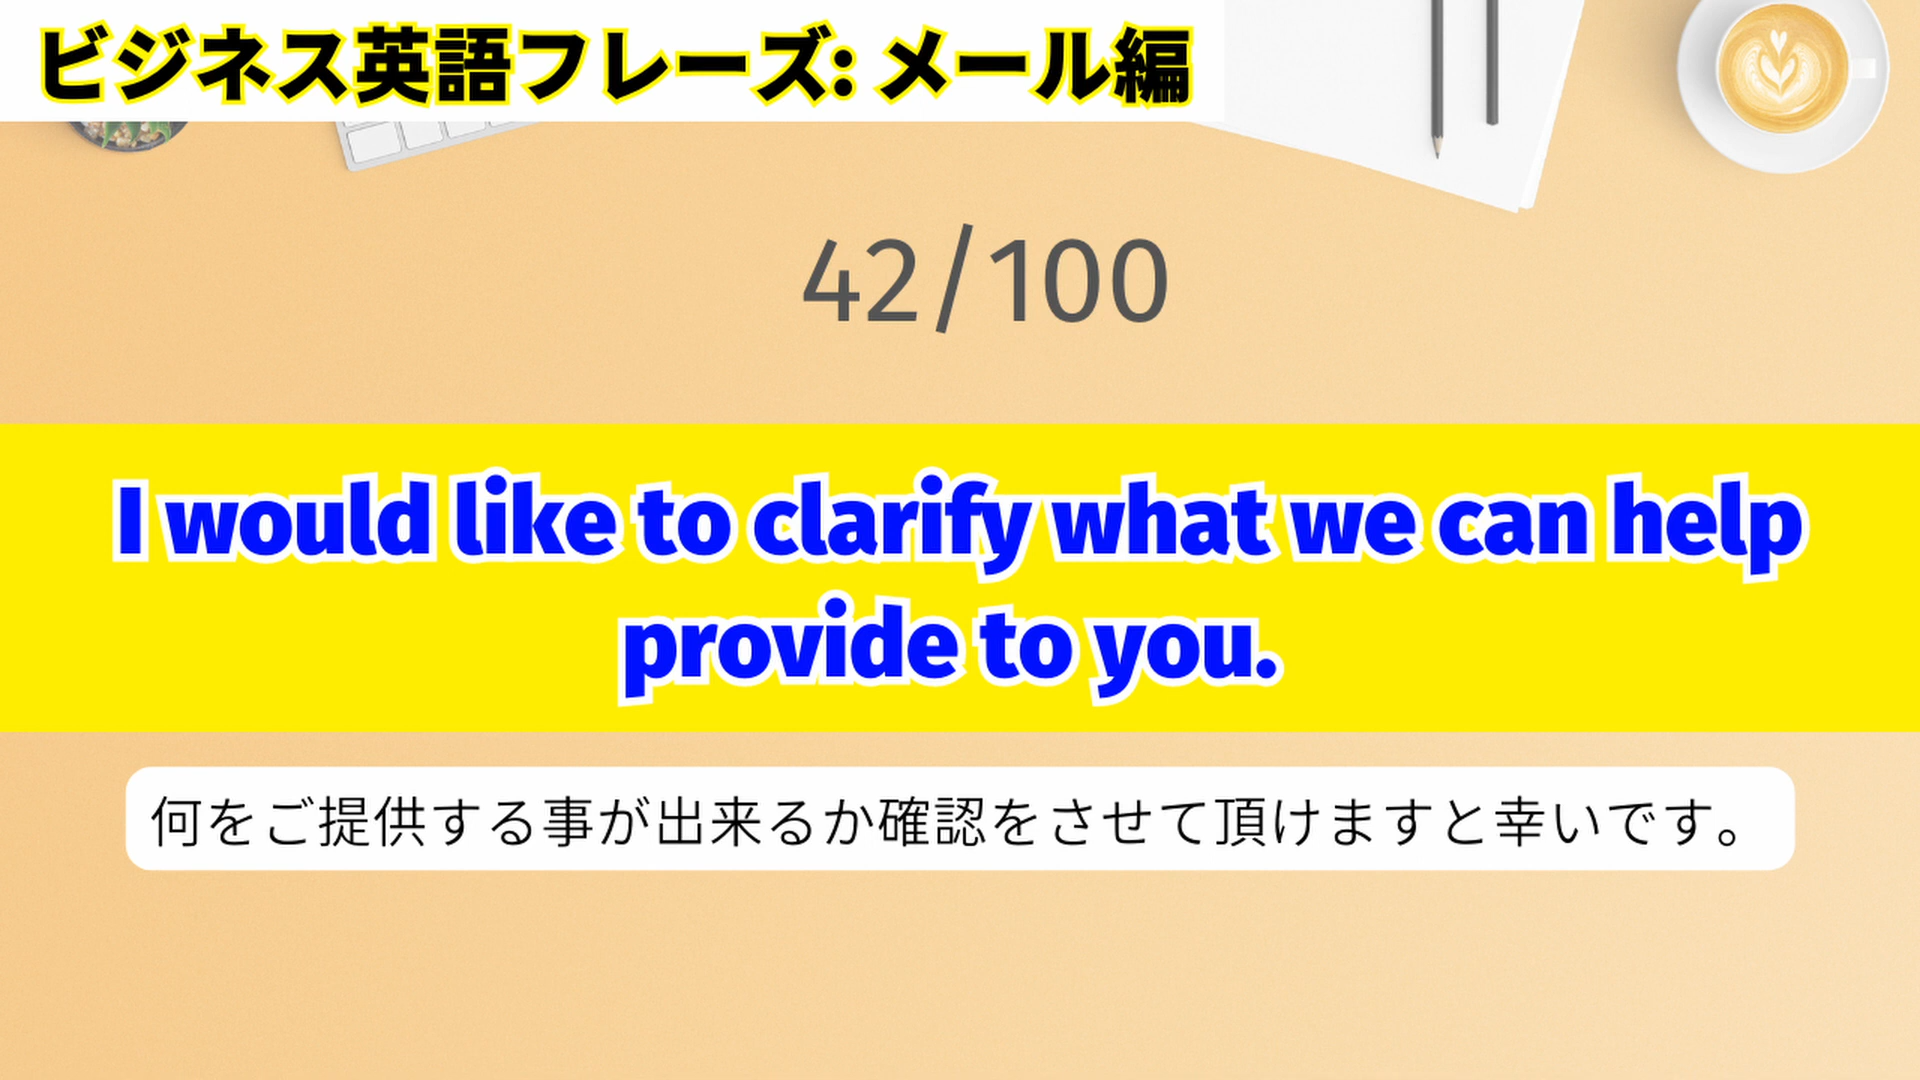 ビジネス英語フレーズ: メール編
42/100
I would like to clarify what we can help
provide to you.
何をご提供する事が出来るか確認をさせて頂けますと幸いです。